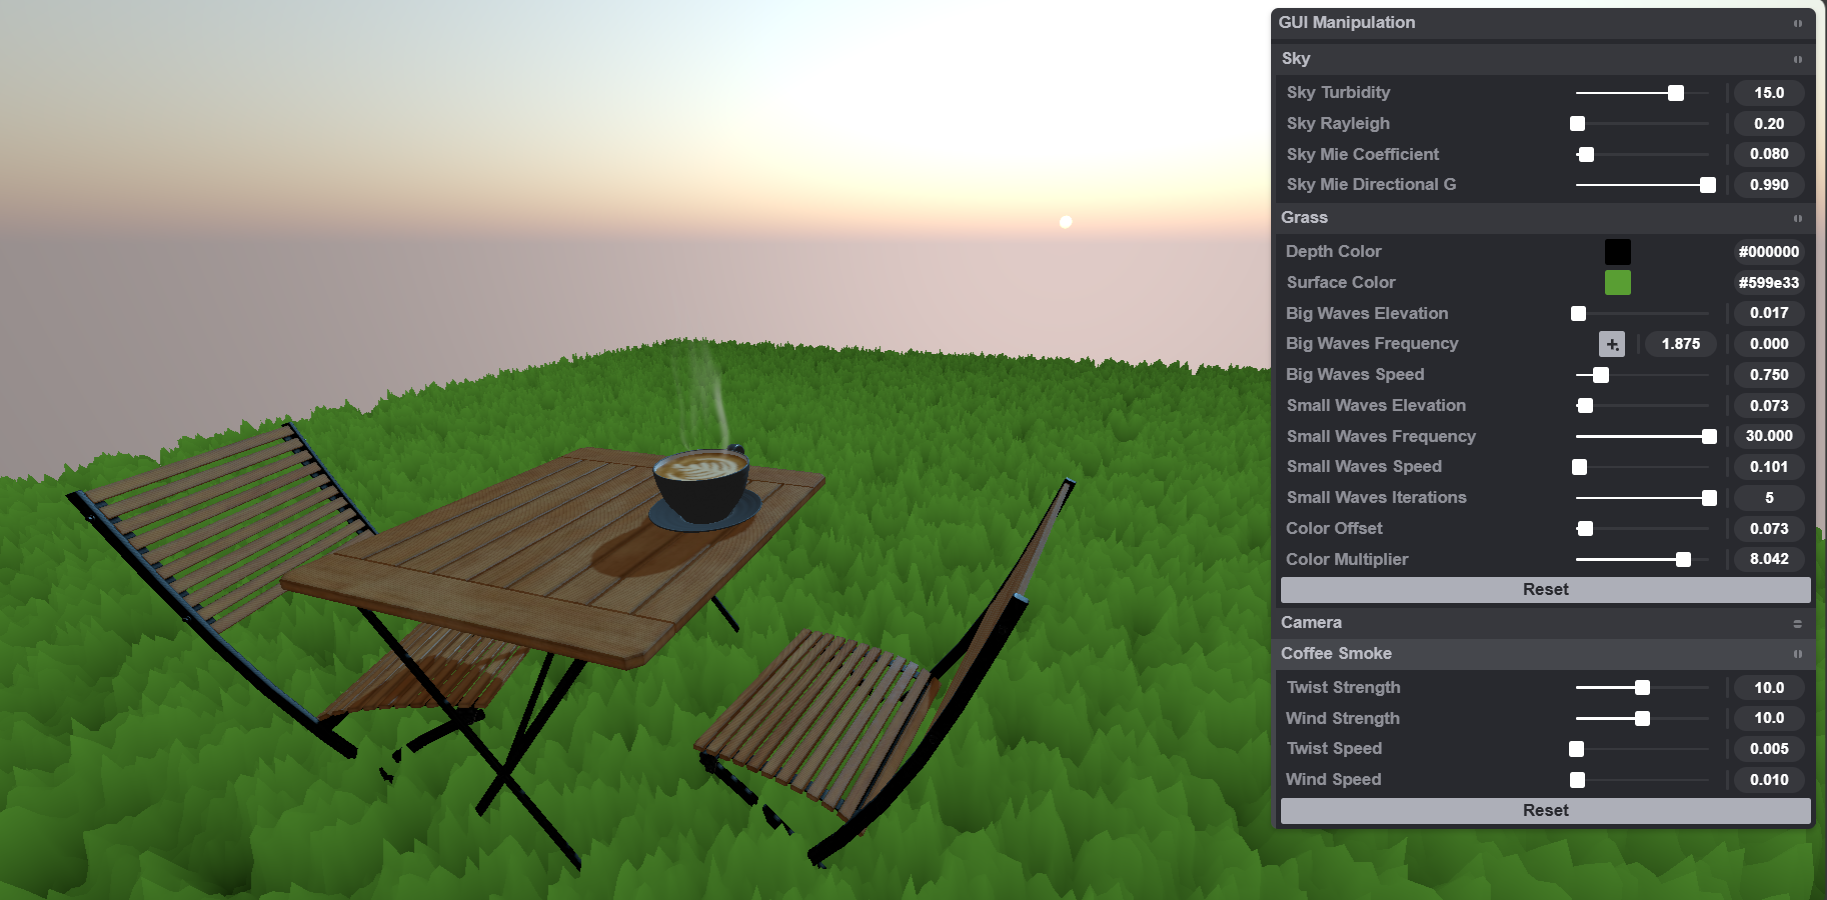 GUI Manipulation
Sky
Sky Turbidity 15.0
Sky Rayleigh 0.20
Sky Mie Coefficient 0.080
Sky Mie Directional G 0.990
Grass
Depth Color #000000
Surface Color #599e33
Big Waves Elevation 0.017
Big Waves Frequency 1.875 0.000
Big Waves Speed 0.750
Small Waves Elevation 0.073
Small Waves Frequency 30.000
Small Waves Speed 0.101
Small Waves Iterations 5
Color Offset 0.073
Color Multiplier 8.042
Reset
Camera
Coffee Smoke
Twist Strength 10.0
Wind Strength 10.0
Twist Speed 0.005
Wind Speed 0.010
Reset